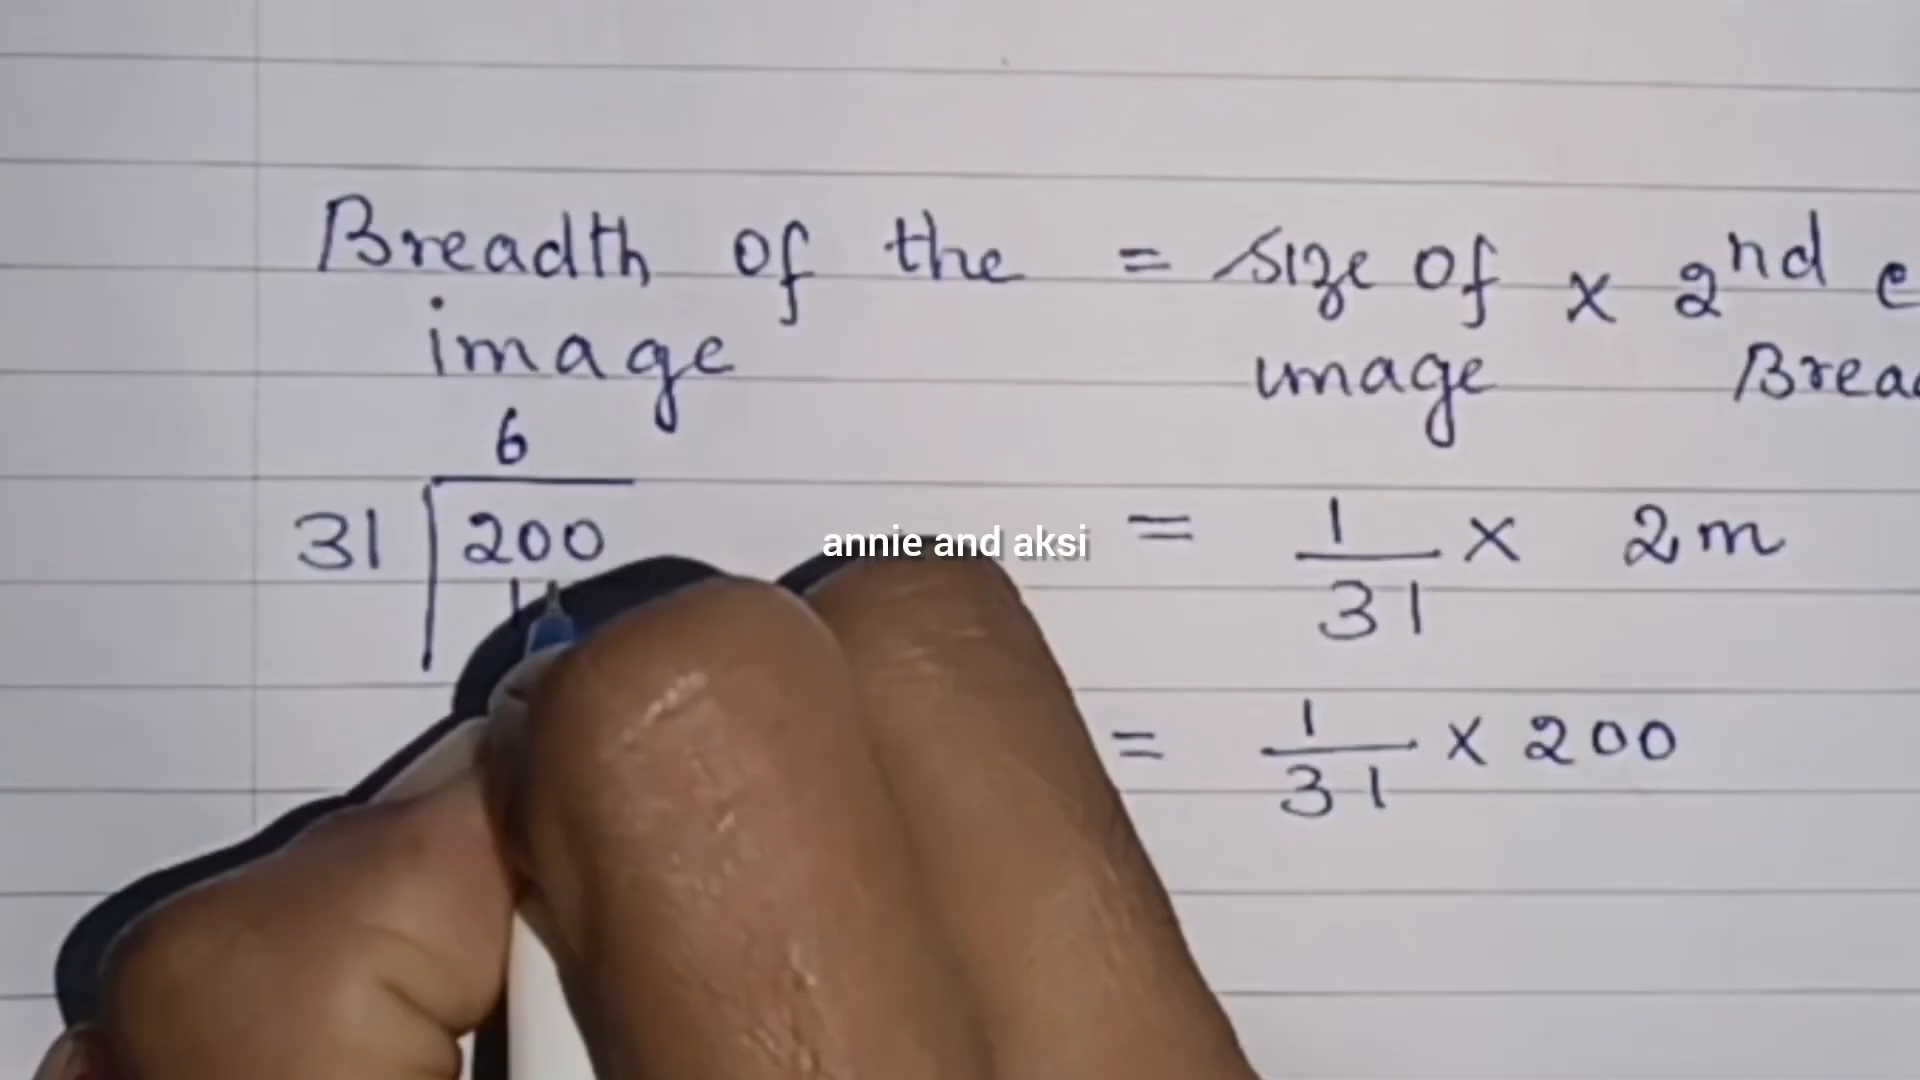 Breadth of the = size of × 2nd
image image
6
31 200 = 1/31 × 2m
annie and aksi
= 1/31 × 200